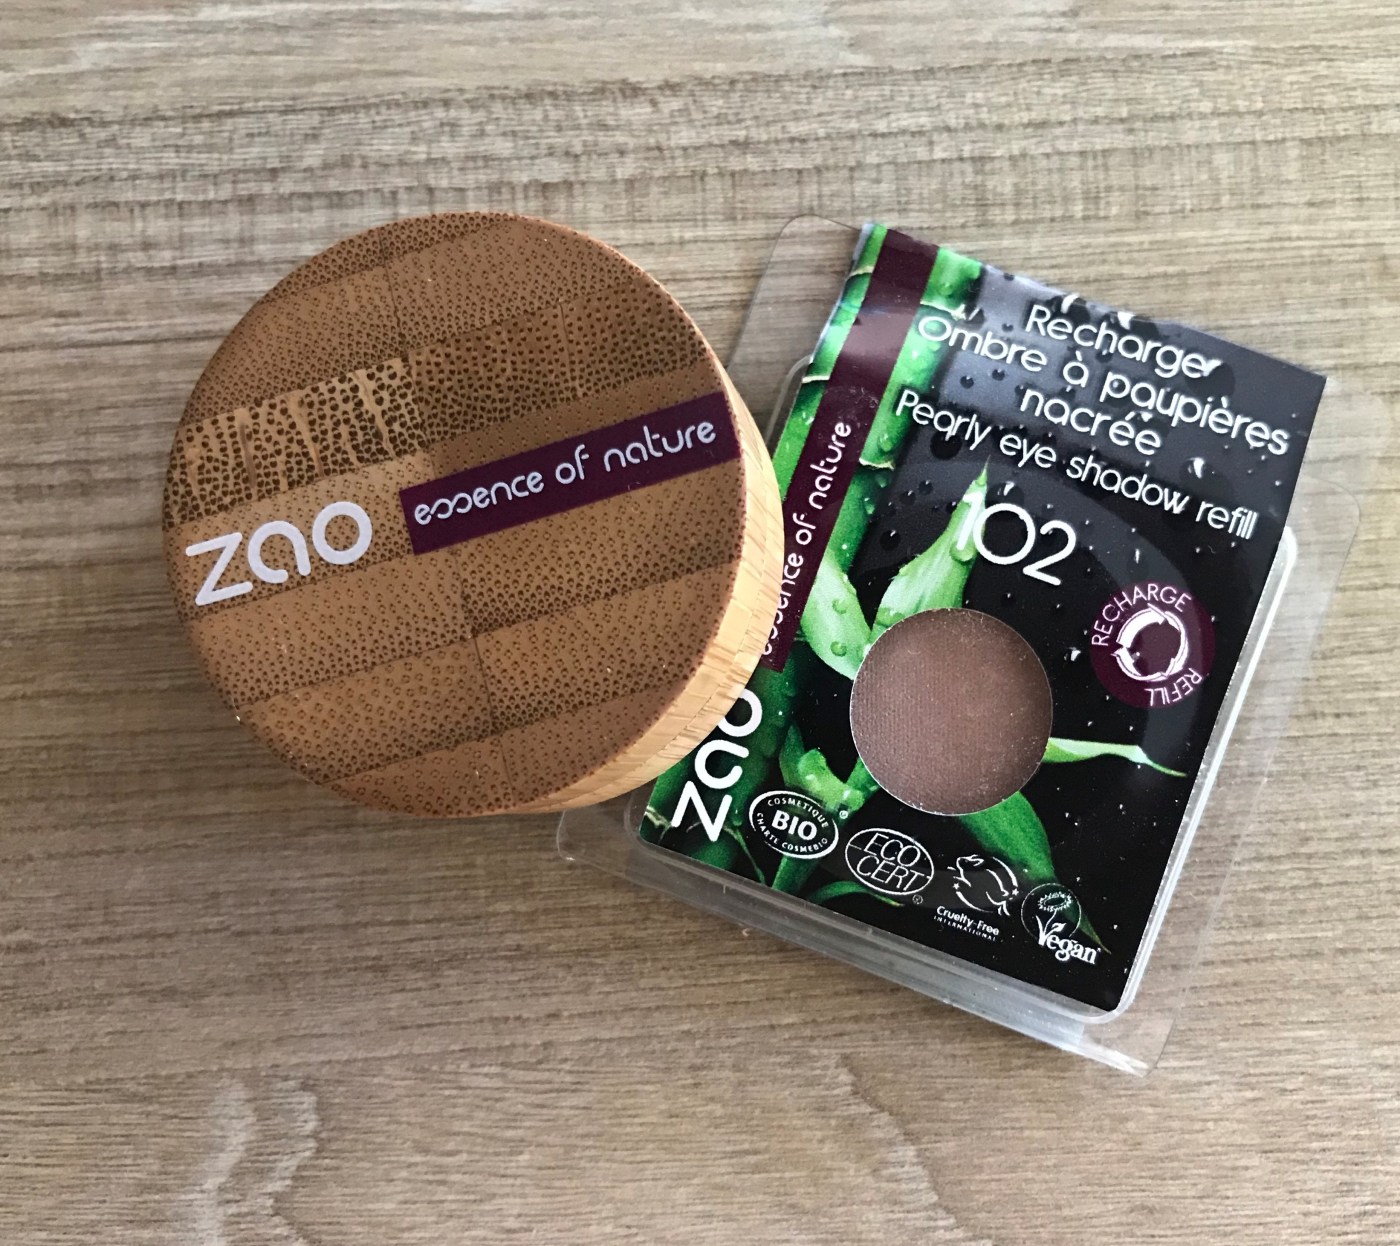 zao
essence of nature
Recharge
Ombre à paupières
nacrée
Pearly eye shadow refill
102
RECHARGE
REFILL
essence of nature
zao
COSMETIQUE
BIO
CHARTE COSMEBIO
®
ECO
CERT
®
Cruelty-Free
INTERNATIONAL
Vegan